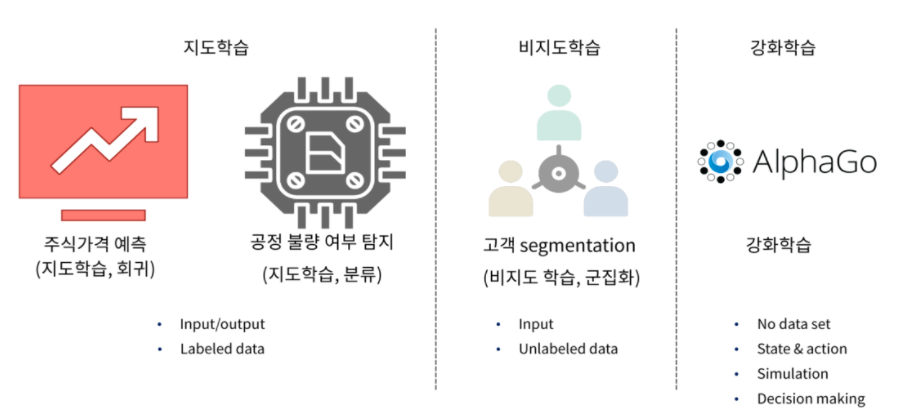 지도학습
주식가격 예측
(지도학습, 회귀)
공정 불량 여부 탐지
(지도학습, 분류)
• Input/output
• Labeled data
비지도학습
고객 segmentation
(비지도 학습, 군집화)
• Input
• Unlabeled data
강화학습
AlphaGo
강화학습
• No data set
• State & action
• Simulation
• Decision making